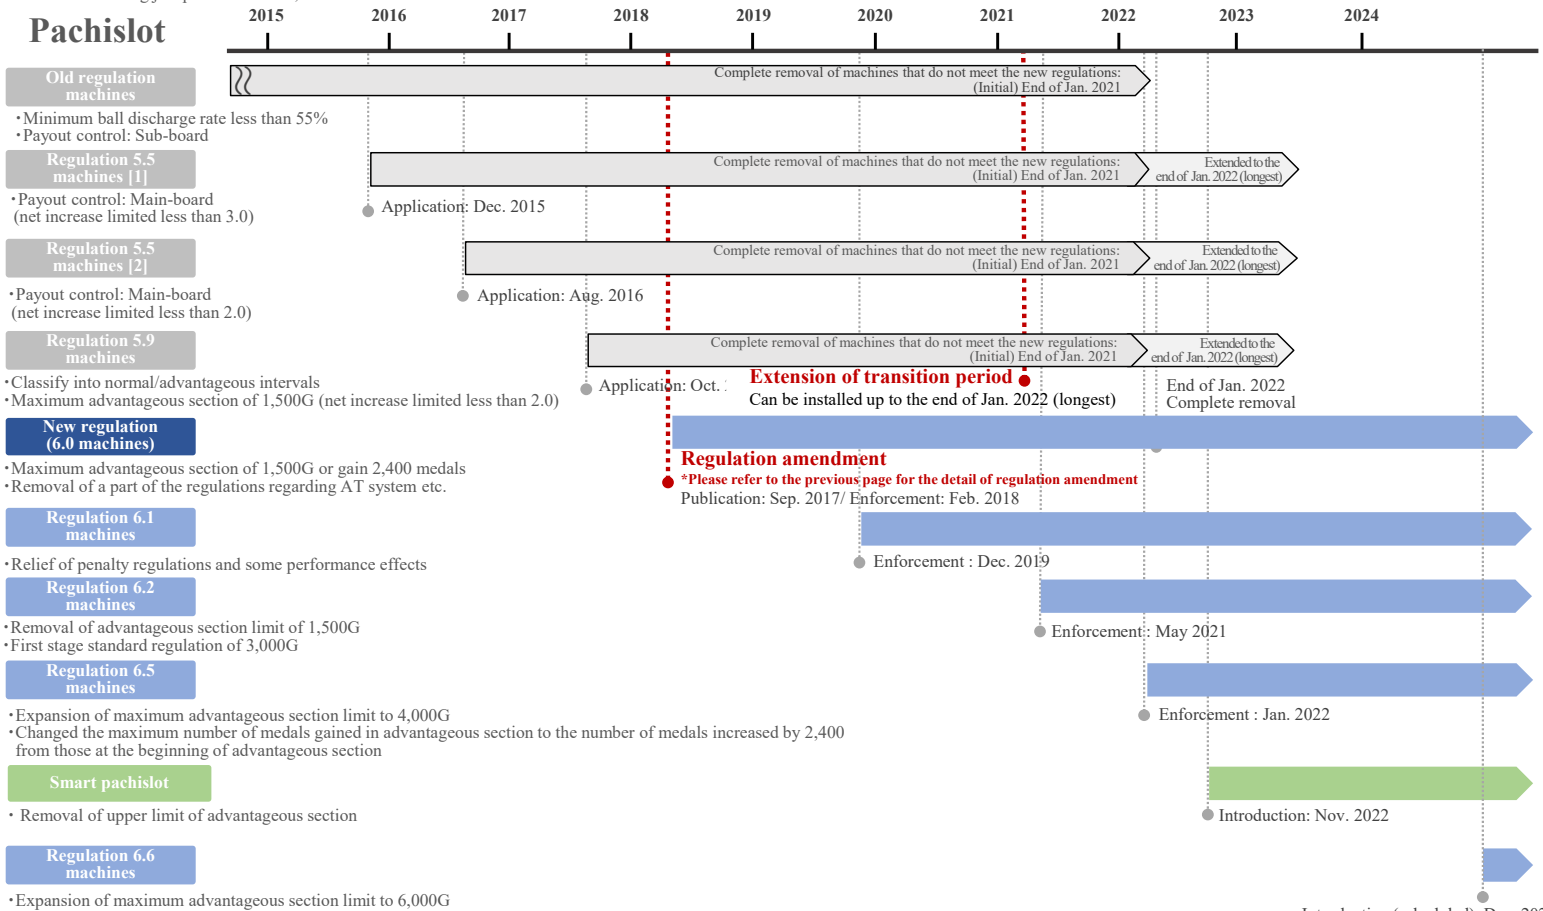 Pachislot
2015 2016 2017 2018 2019 2020 2021 2022 2023 2024
Old regulation
machines
Complete removal of machines that do not meet the new regulations:
(Initial) End of Jan. 2021
・Minimum ball discharge rate less than 55%
・Payout control: Sub-board
Regulation 5.5
machines [1]
Complete removal of machines that do not meet the new regulations:
(Initial) End of Jan. 2021
Extended to the
end of Jan. 2022 (longest)
・Payout control: Main-board
(net increase limited less than 3.0)
Application: Dec. 2015
Regulation 5.5
machines [2]
Complete removal of machines that do not meet the new regulations:
(Initial) End of Jan. 2021
Extended to the
end of Jan. 2022 (longest)
・Payout control: Main-board
(net increase limited less than 2.0)
Application: Aug. 2016
Regulation 5.9
machines
Complete removal of machines that do not meet the new regulations:
(Initial) End of Jan. 2021
Extended to the
end of Jan. 2022 (longest)
・Classify into normal/advantageous intervals
・Maximum advantageous section of 1,500G (net increase limited less than 2.0)
Application: Oct.
Extension of transition period
Can be installed up to the end of Jan. 2022 (longest)
End of Jan. 2022
Complete removal
New regulation
(6.0 machines)
・Maximum advantageous section of 1,500G or gain 2,400 medals
・Removal of a part of the regulations regarding AT system etc.
Regulation amendment
*Please refer to the previous page for the detail of regulation amendment
Publication: Sep. 2017/ Enforcement: Feb. 2018
Regulation 6.1
machines
・Relief of penalty regulations and some performance effects
Enforcement : Dec. 2019
Regulation 6.2
machines
・Removal of advantageous section limit of 1,500G
・First stage standard regulation of 3,000G
Enforcement : May 2021
Regulation 6.5
machines
・Expansion of maximum advantageous section limit to 4,000G
・Changed the maximum number of medals gained in advantageous section to the number of medals increased by 2,400
from those at the beginning of advantageous section
Enforcement : Jan. 2022
Smart pachislot
・ Removal of upper limit of advantageous section
Introduction: Nov. 2022
Regulation 6.6
machines
・Expansion of maximum advantageous section limit to 6,000G